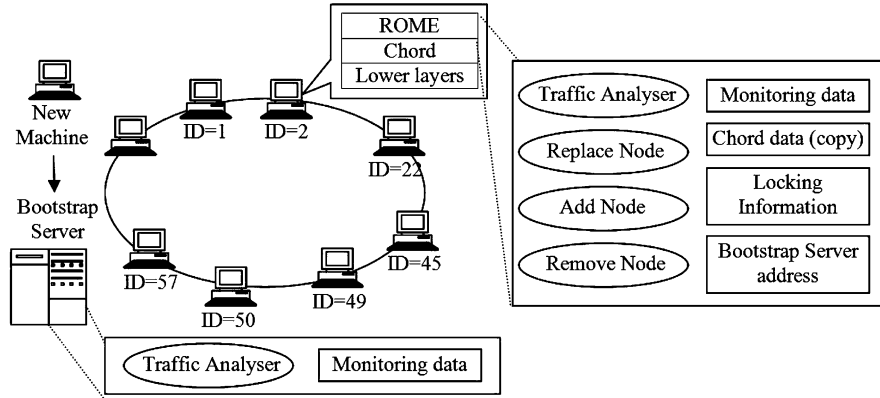 ROME
Chord
Lower layers
New
Machine
Bootstrap
Server
ID=1
ID=2
ID=22
ID=45
ID=49
ID=50
ID=57
Traffic Analyser
Replace Node
Add Node
Remove Node
Monitoring data
Chord data (copy)
Locking
Information
Bootstrap Server
address
Traffic Analyser
Monitoring data